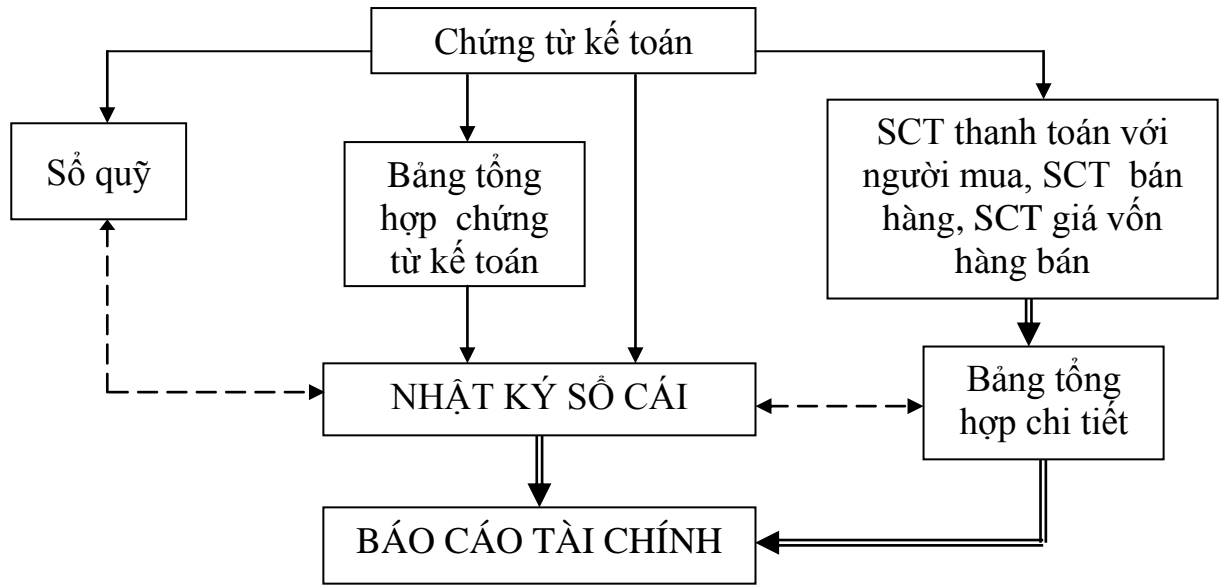 Chứng từ kế toán
Sổ quỹ
Bảng tổng
hợp chứng
từ kế toán
SCT thanh toán với
người mua, SCT bán
hàng, SCT giá vốn
hàng bán
NHẬT KÝ SỔ CÁI
Bảng tổng
hợp chi tiết
BÁO CÁO TÀI CHÍNH